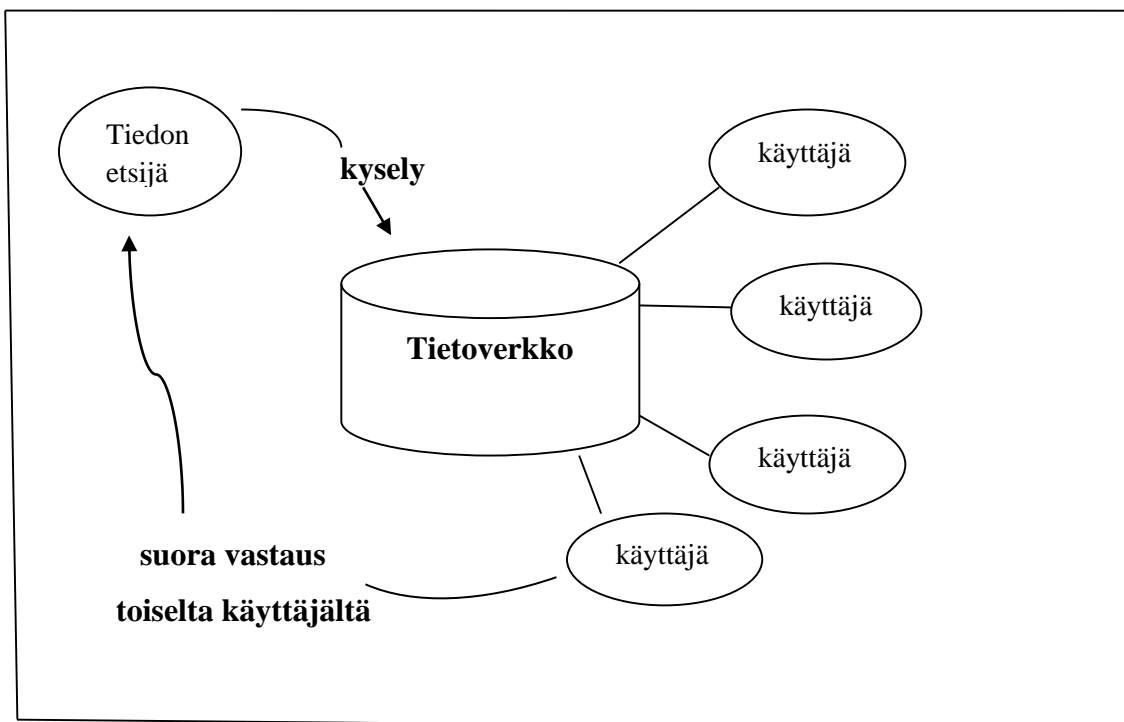 Tiedon
etsijä
kysely
käyttäjä
käyttäjä
Tietoverkko
käyttäjä
käyttäjä
suora vastaus
toiselta käyttäjältä